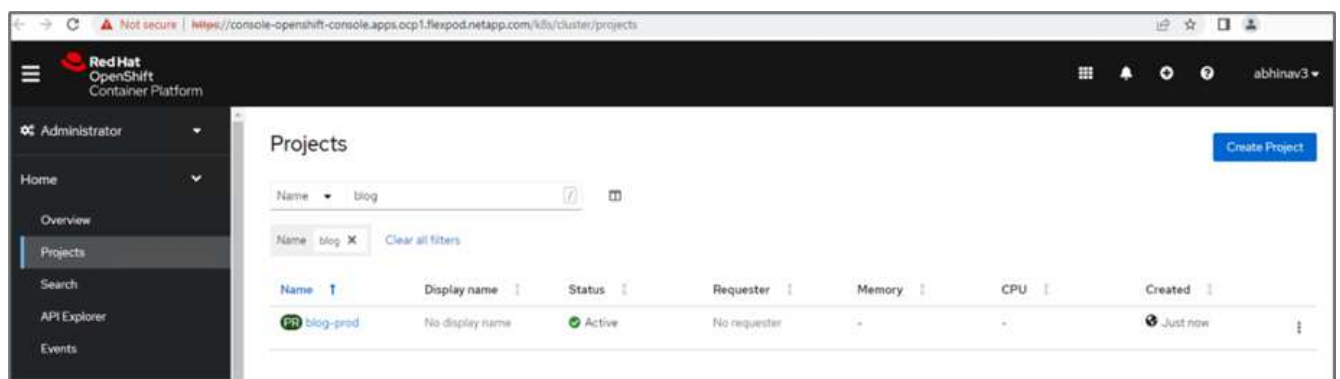 Not secure | https://console-openshift-console.apps.ocp1.flexpod.netapp.com/k8s/cluster/projects
Red Hat
OpenShift
Container Platform
abhinav3
Administrator
Home
Overview
Projects
Search
API Explorer
Events
Projects
Create Project
Name blog /
Name blog X Clear all filters
Name Display name Status Requester Memory CPU Created
PR blog-prod No display name Active No requester - - Just now